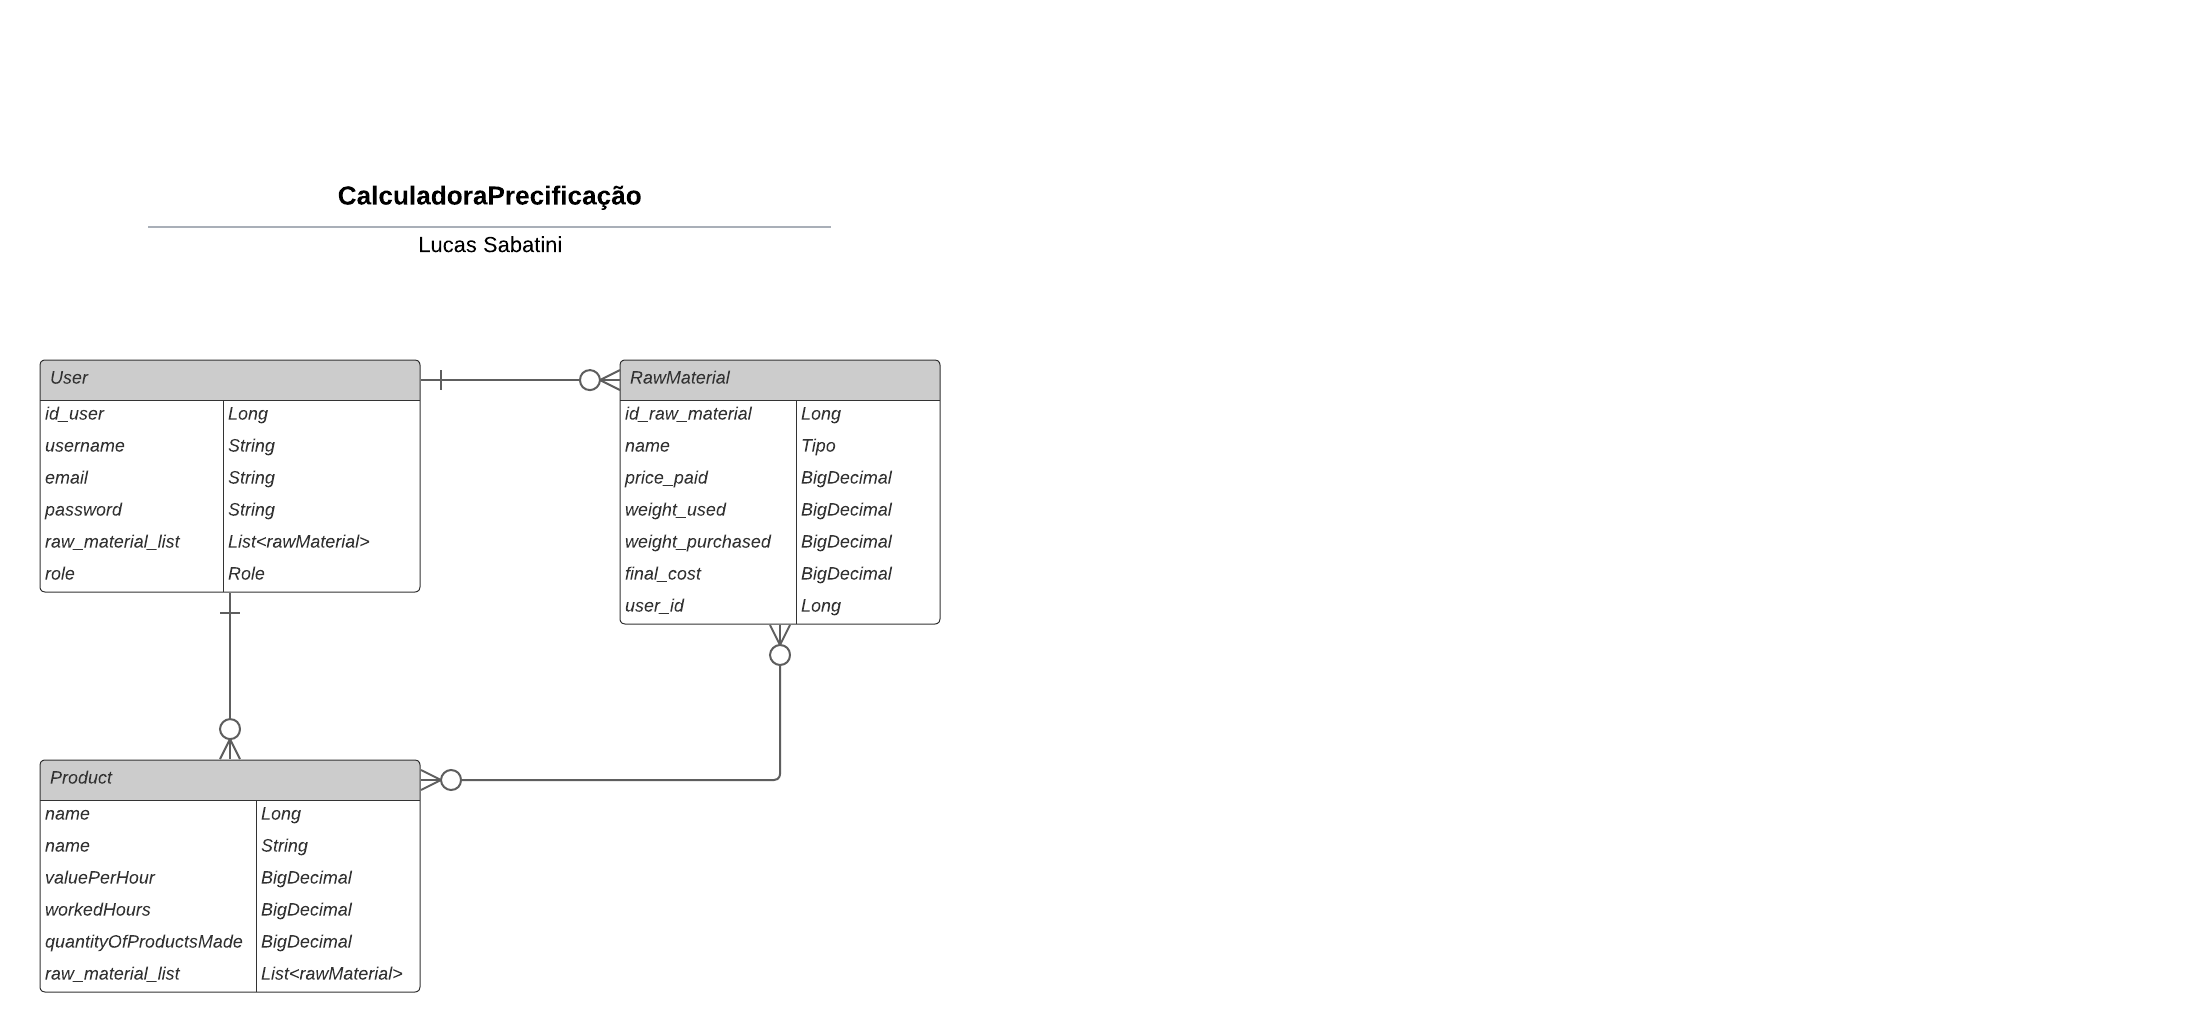 CalculadoraPrecificação
Lucas Sabatini
User
id_user Long
username String
email String
password String
raw_material_list List<rawMaterial>
role Role
RawMaterial
id_raw_material Long
name Tipo
price_paid BigDecimal
weight_used BigDecimal
weight_purchased BigDecimal
final_cost BigDecimal
user_id Long
Product
name Long
name String
valuePerHour BigDecimal
workedHours BigDecimal
quantityOfProductsMade BigDecimal
raw_material_list List<rawMaterial>